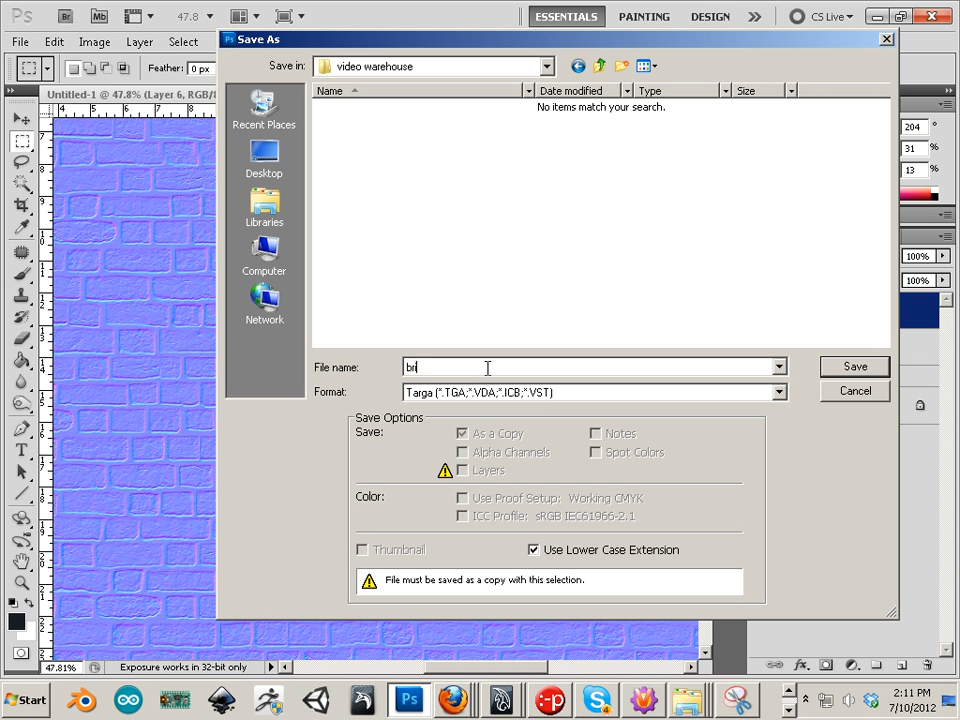 Ps Br Mb 47.8 ESSENTIALS PAINTING DESIGN CS Live
File Edit Image Layer Select
Save As
Feather: 0 px
Save in: video warehouse
Untitled-1 @ 47.8% (Layer 6, RGB/8
Name Date modified Type Size
No items match your search.
4 5 6 7 8
Recent Places
Desktop
Libraries
Computer
Network
204 °
31 %
13 %
100%
100%
File name: bri
Save
Format: Targa (*.TGA;*.VDA;*.ICB;*.VST)
Cancel
Save Options
Save: As a Copy Notes
Alpha Channels Spot Colors
Layers
Color: Use Proof Setup: Working CMYK
ICC Profile: sRGB IEC61966-2.1
Thumbnail Use Lower Case Extension
File must be saved as a copy with this selection.
47.81% Exposure works in 32-bit only
Start
Ps
2:11 PM
7/10/2012